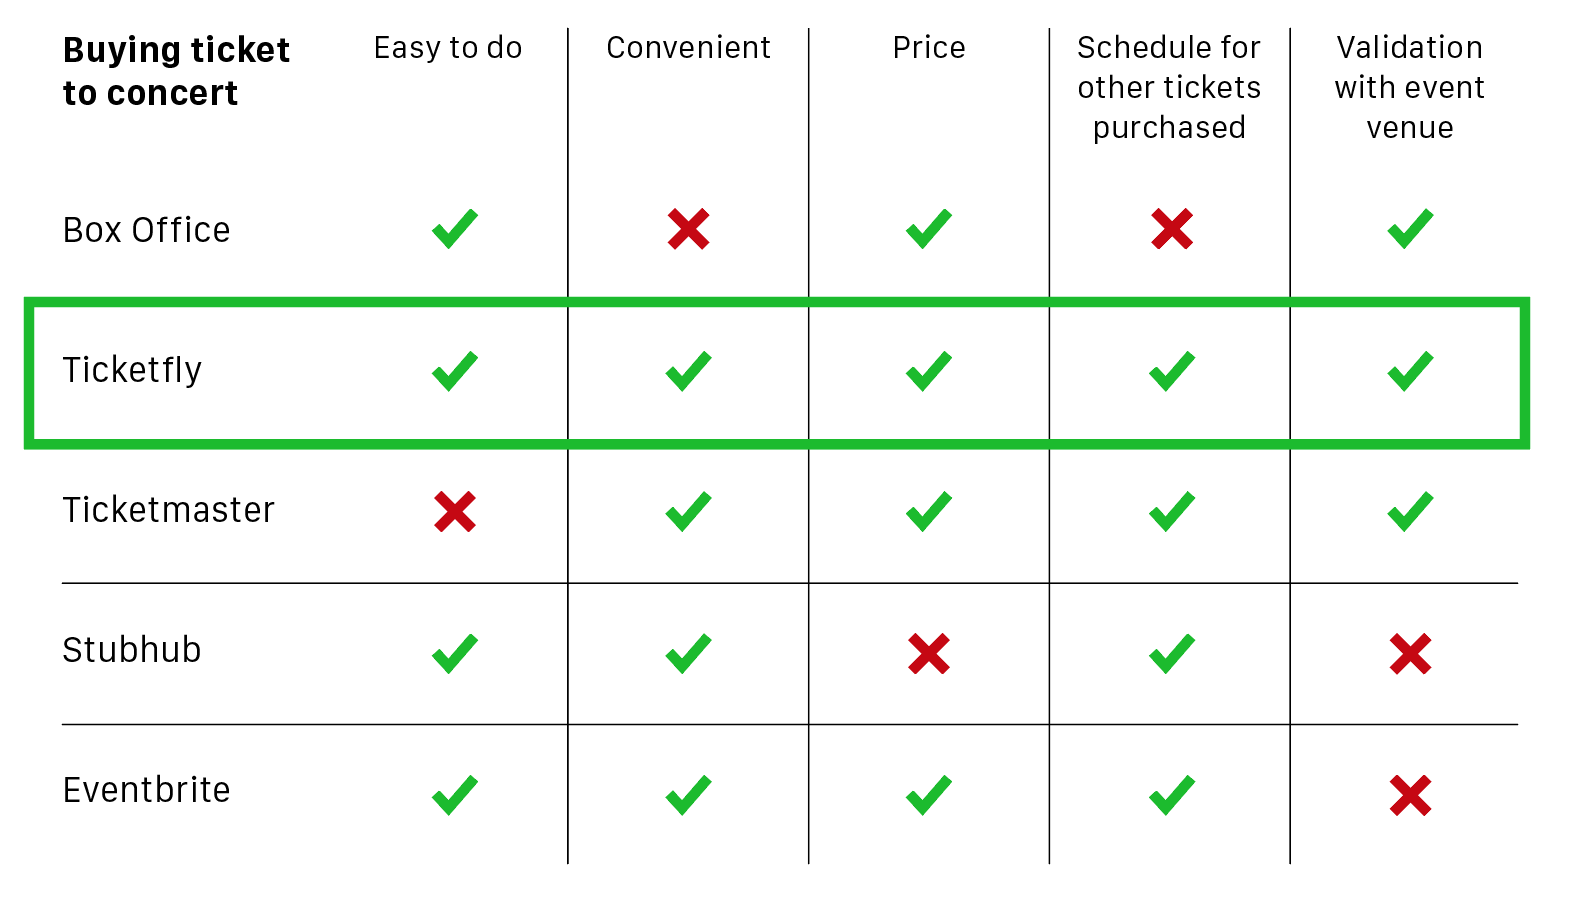 Buying ticket
to concert
Easy to do
Convenient
Price
Schedule for
other tickets
purchased
Validation
with event
venue
Box Office
Ticketfly
Ticketmaster
Stubhub
Eventbrite